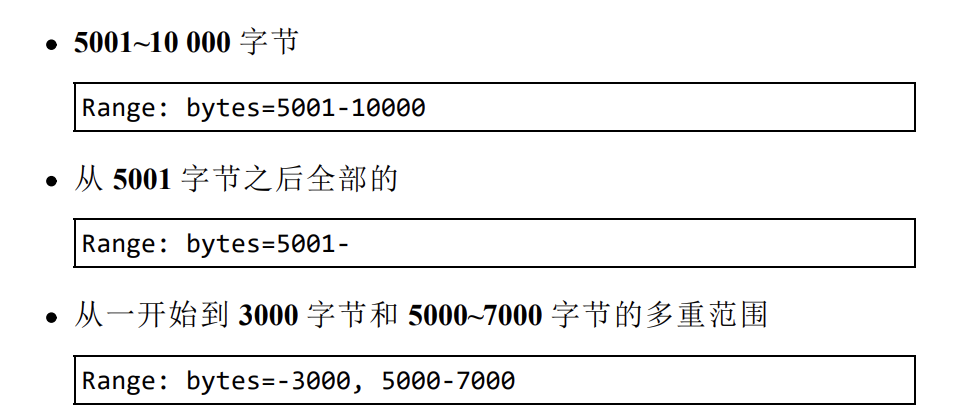 • 5001~10 000 字节
Range: bytes=5001-10000
• 从 5001 字节之后全部的
Range: bytes=5001-
• 从一开始到 3000 字节和 5000~7000 字节的多重范围
Range: bytes=-3000, 5000-7000